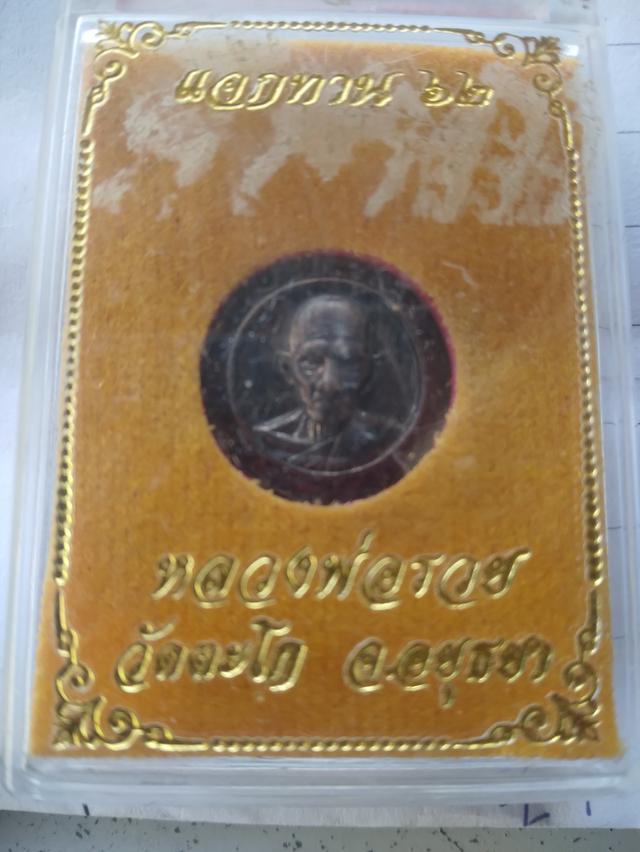 แจกทาน ๖๒
หลวงพ่อรวย
วัดตะโก จ.อยุธยา